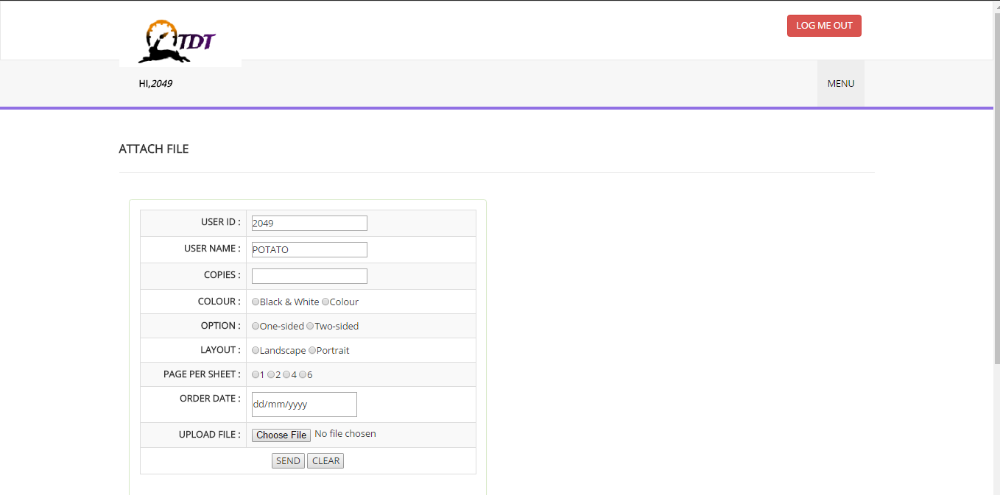 TDT
LOG ME OUT
HI,2049
MENU
ATTACH FILE
USER ID : 2049
USER NAME : POTATO
COPIES :
COLOUR : Black & White Colour
OPTION : One-sided Two-sided
LAYOUT : Landscape Portrait
PAGE PER SHEET : 1 2 4 6
ORDER DATE : dd/mm/yyyy
UPLOAD FILE : Choose File No file chosen
SEND CLEAR